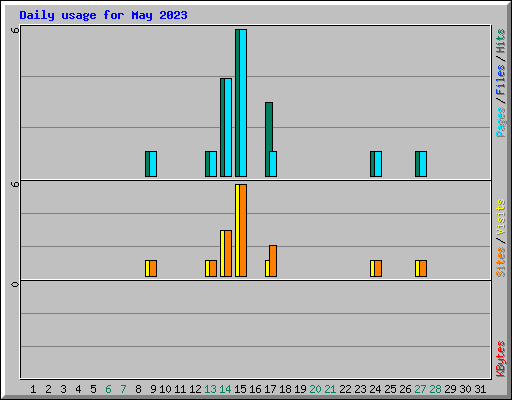 Daily usage for May 2023
6
6
0
Pages/Files/Hits
Sites/Visits
KBytes
1 2 3 4 5 6 7 8 9 10 11 12 13 14 15 16 17 18 19 20 21 22 23 24 25 26 27 28 29 30 31